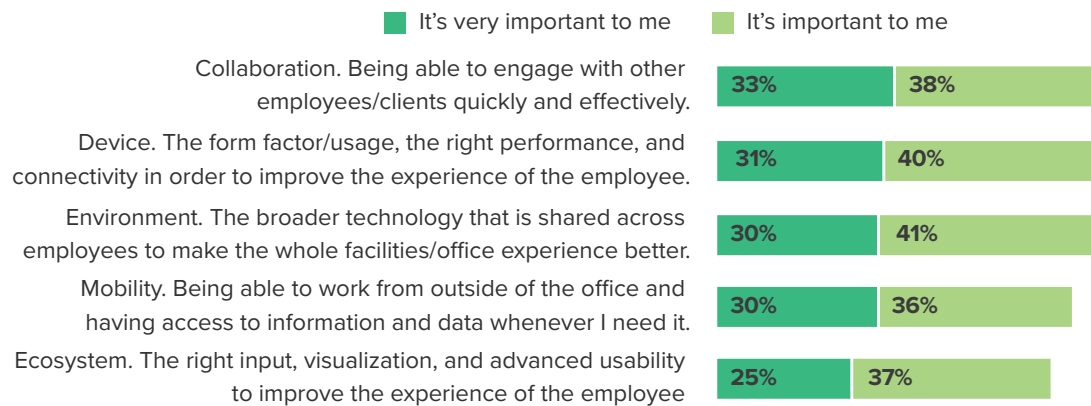 It’s very important to me It’s important to me
Collaboration. Being able to engage with other
employees/clients quickly and effectively.
33% 38%
Device. The form factor/usage, the right performance, and
connectivity in order to improve the experience of the employee.
31% 40%
Environment. The broader technology that is shared across
employees to make the whole facilities/office experience better.
30% 41%
Mobility. Being able to work from outside of the office and
having access to information and data whenever I need it.
30% 36%
Ecosystem. The right input, visualization, and advanced usability
to improve the experience of the employee
25% 37%